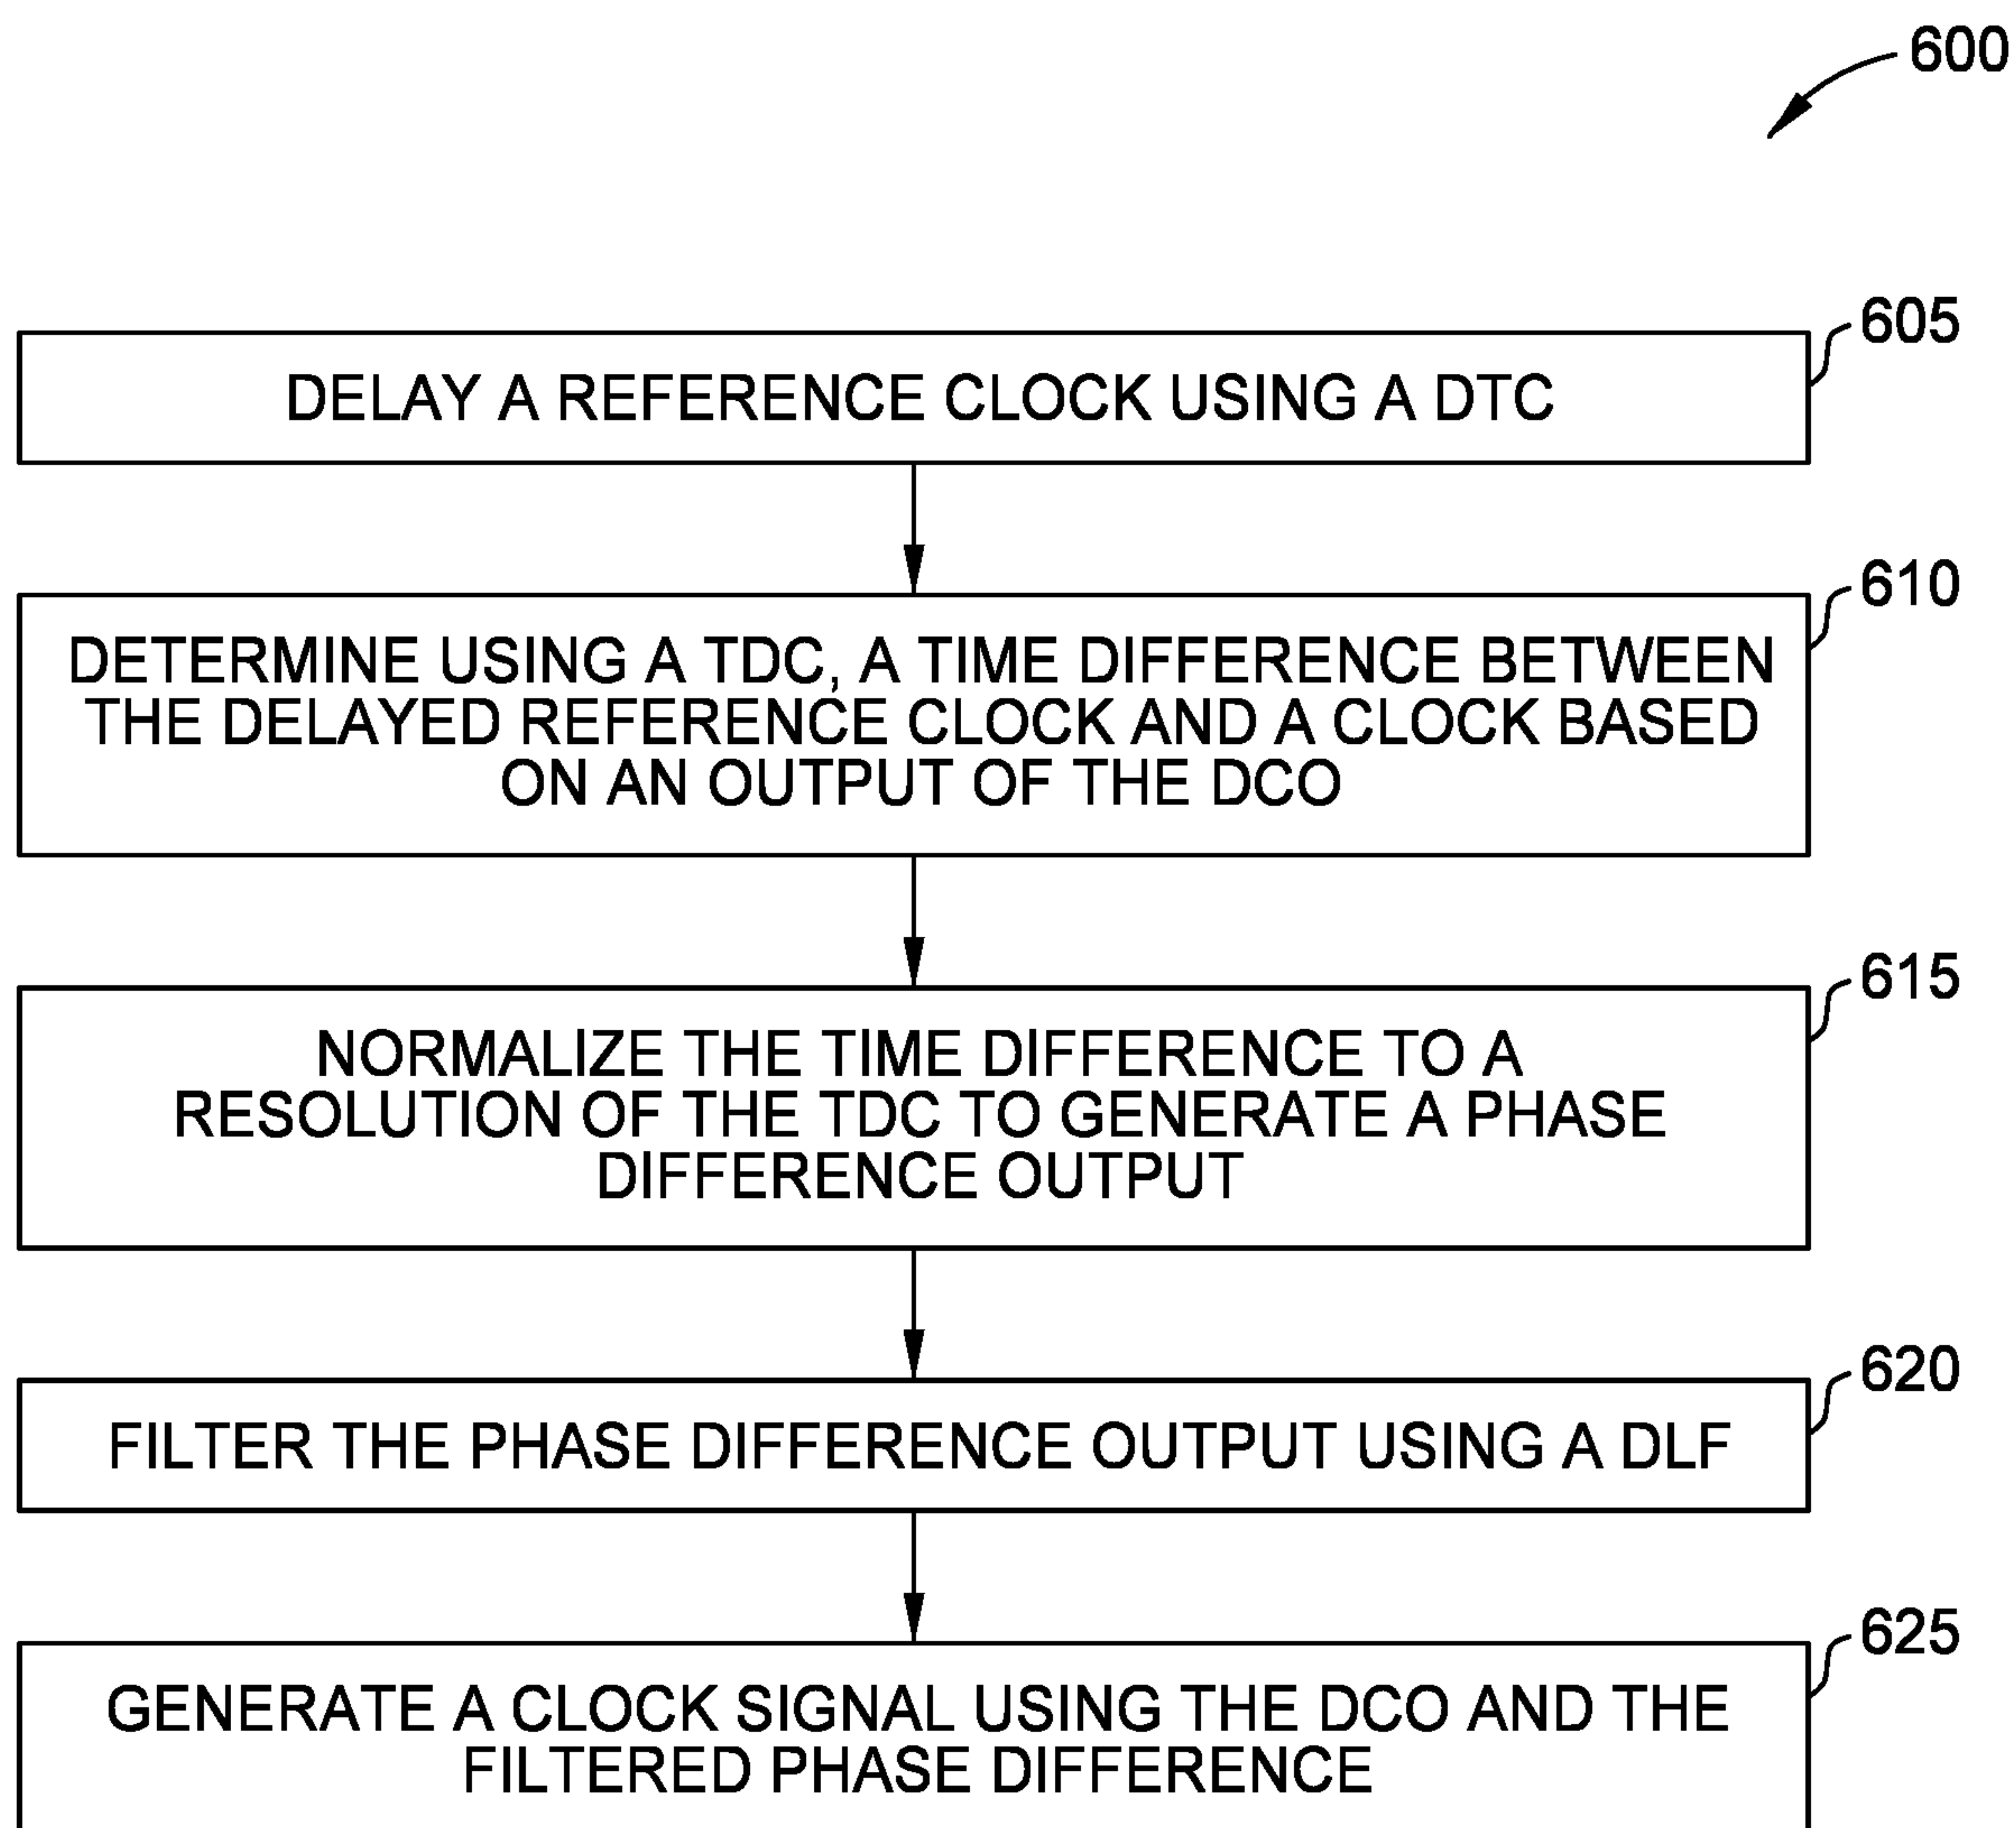 600
605
DELAY A REFERENCE CLOCK USING A DTC
610
DETERMINE USING A TDC, A TIME DIFFERENCE BETWEEN
THE DELAYED REFERENCE CLOCK AND A CLOCK BASED
ON AN OUTPUT OF THE DCO
615
NORMALIZE THE TIME DIFFERENCE TO A
RESOLUTION OF THE TDC TO GENERATE A PHASE
DIFFERENCE OUTPUT
620
FILTER THE PHASE DIFFERENCE OUTPUT USING A DLF
625
GENERATE A CLOCK SIGNAL USING THE DCO AND THE
FILTERED PHASE DIFFERENCE